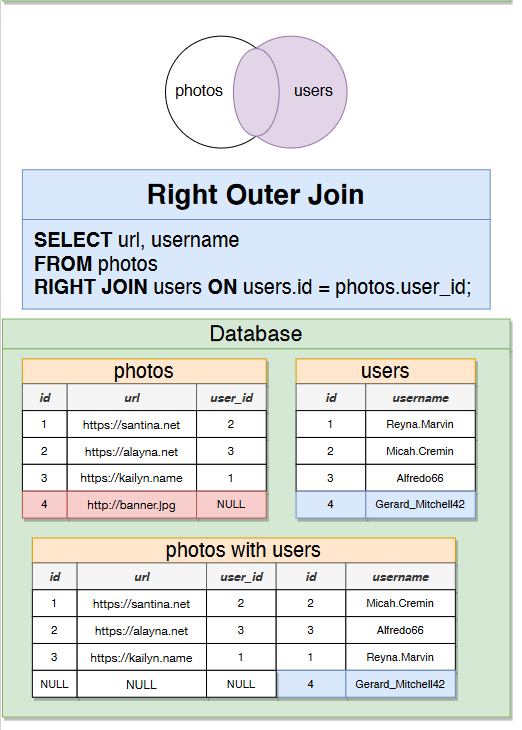 photos users
Right Outer Join
SELECT url, username
FROM photos
RIGHT JOIN users ON users.id = photos.user_id;
Database
photos
id url user_id
1 https://santina.net 2
2 https://alayna.net 3
3 https://kailyn.name 1
4 http://banner.jpg NULL
users
id username
1 Reyna.Marvin
2 Micah.Cremin
3 Alfredo66
4 Gerard_Mitchell42
photos with users
id url user_id id username
1 https://santina.net 2 2 Micah.Cremin
2 https://alayna.net 3 3 Alfredo66
3 https://kailyn.name 1 1 Reyna.Marvin
NULL NULL NULL 4 Gerard_Mitchell42